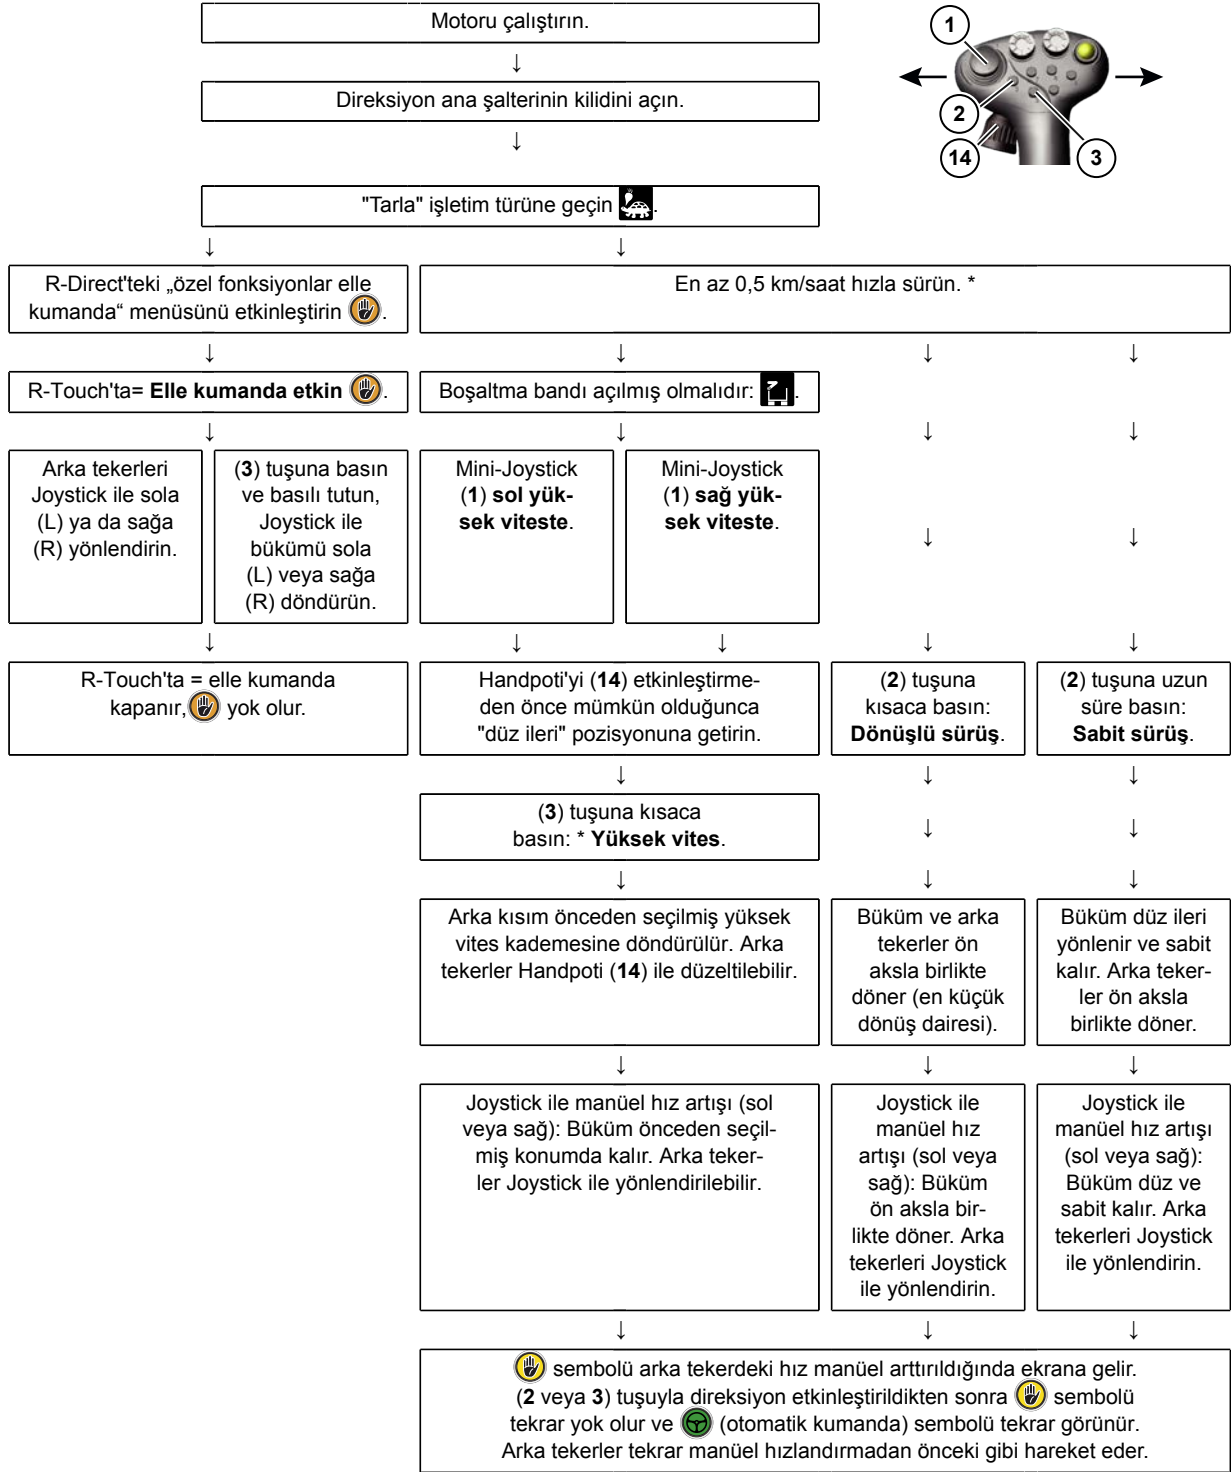 Motoru çalıştırın.
↓
Direksiyon ana şalterinin kilidini açın.
↓
1
2
14
3
"Tarla" işletim türüne geçin .
↓ ↓
R-Direct'teki „özel fonksiyonlar elle
kumanda“ menüsünü etkinleştirin .
En az 0,5 km/saat hızla sürün. *
↓ ↓ ↓ ↓
R-Touch'ta= Elle kumanda etkin .
Boşaltma bandı açılmış olmalıdır: .
↓ ↓ ↓ ↓
Arka tekerleri
Joystick ile sola
(L) ya da sağa
(R) yönlendirin.
(3) tuşuna basın
ve basılı tutun,
Joystick ile
bükümü sola
(L) veya sağa
(R) döndürün.
Mini-Joystick
(1) sol yük-
sek viteste.
Mini-Joystick
(1) sağ yük-
sek viteste.
↓ ↓
↓ ↓ ↓ ↓ ↓
R-Touch'ta = elle kumanda
kapanır, yok olur.
Handpoti'yi (14) etkinleştirme-
den önce mümkün olduğunca
"düz ileri" pozisyonuna getirin.
(2) tuşuna
kısaca basın:
Dönüşlü sürüş.
(2) tuşuna uzun
süre basın:
Sabit sürüş.
↓ ↓ ↓
(3) tuşuna kısaca
basın: * Yüksek vites.
↓ ↓
↓ ↓ ↓
Arka kısım önceden seçilmiş yüksek
vites kademesine döndürülür. Arka
tekerler Handpoti (14) ile düzeltilebilir.
Büküm ve arka
tekerler ön
aksla birlikte
döner (en küçük
dönüş dairesi).
Büküm düz ileri
yönlenir ve sabit
kalır. Arka teker-
ler ön aksla
birlikte döner.
↓ ↓ ↓
Joystick ile manüel hız artışı (sol
veya sağ): Büküm önceden seçil-
miş konumda kalır. Arka teker-
ler Joystick ile yönlendirilebilir.
Joystick ile
manüel hız
artışı (sol veya
sağ): Büküm
ön aksla bir-
likte döner. Arka
tekerleri Joystick
ile yönlendirin.
Joystick ile
manüel hız artışı
(sol veya sağ):
Büküm düz ve
sabit kalır. Arka
tekerleri Joystick
ile yönlendirin.
↓ ↓ ↓
sembolü arka tekerdeki hız manüel arttırıldığında ekrana gelir.
(2 veya 3) tuşuyla direksiyon etkinleştirildikten sonra sembolü
tekrar yok olur ve (otomatik kumanda) sembolü tekrar görünür.
Arka tekerler tekrar manüel hızlandırmadan önceki gibi hareket eder.